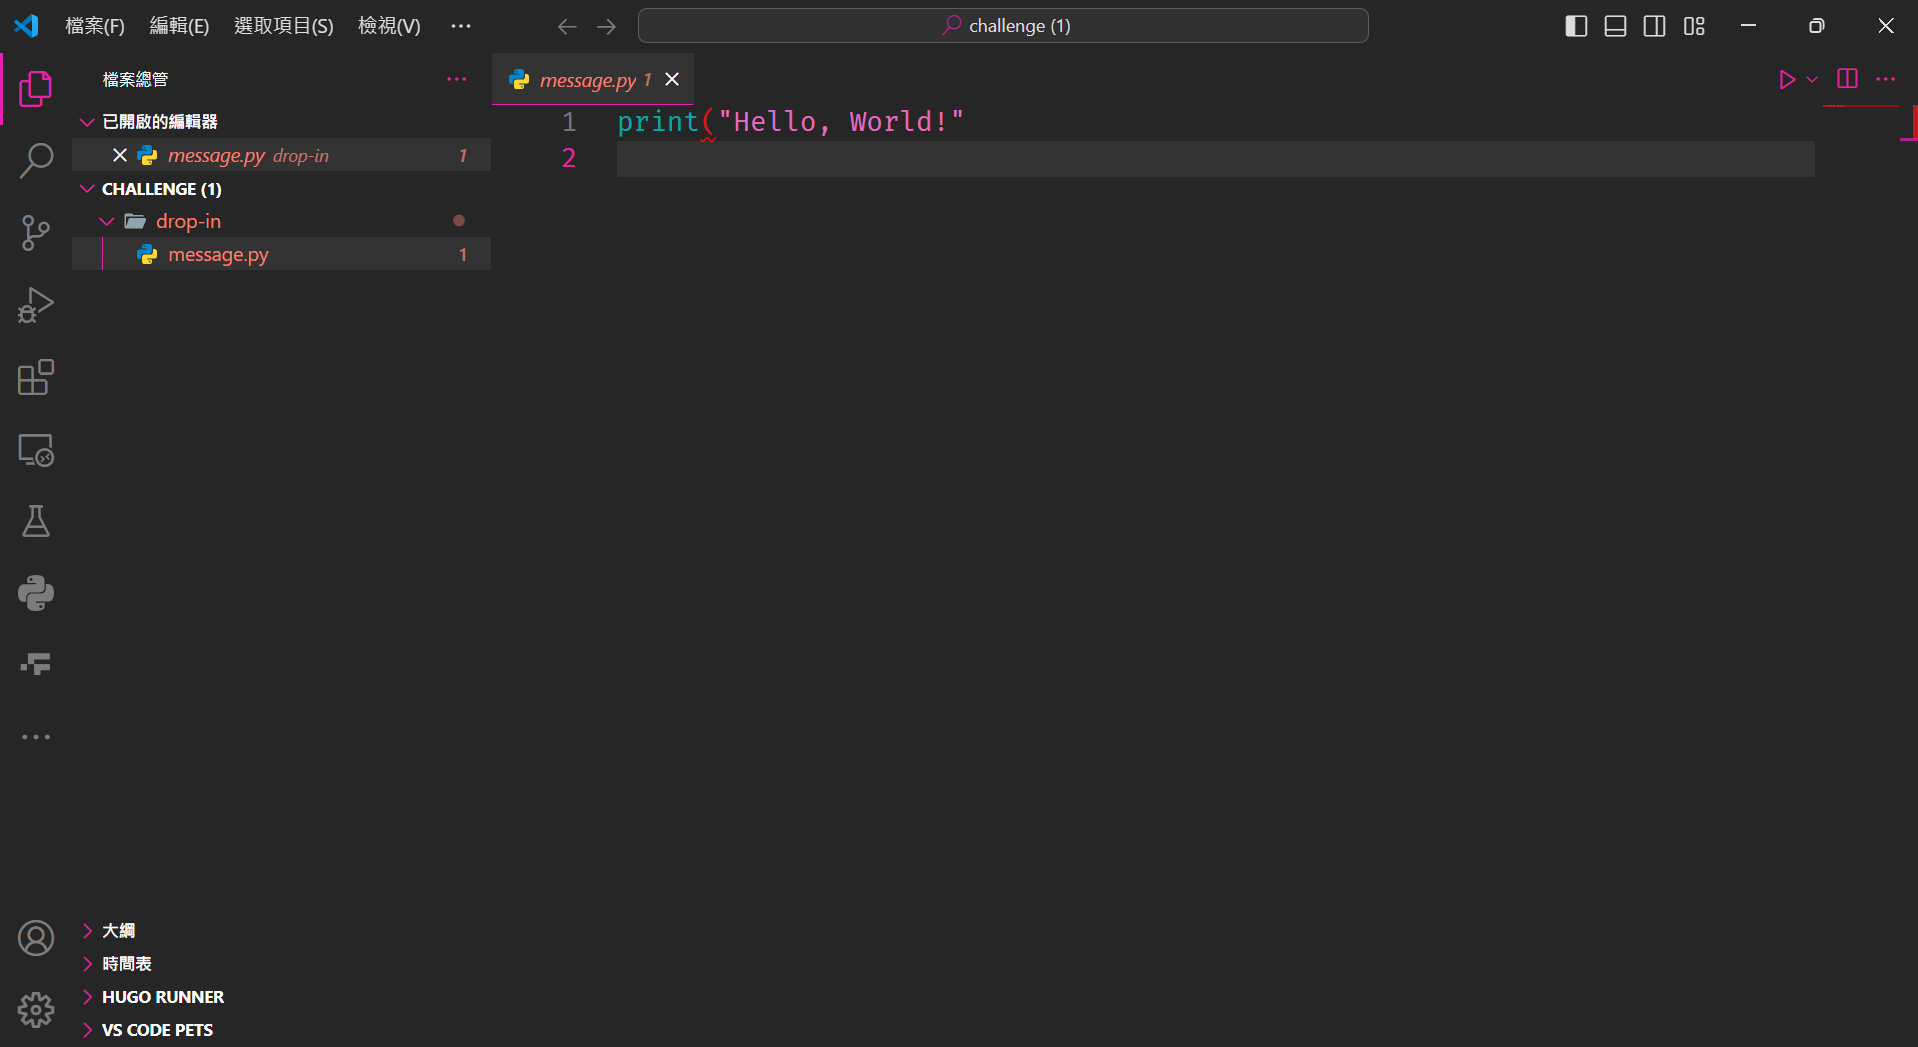 檔案(F) 編輯(E) 選取項目(S) 檢視(V) ··· challenge (1)
檔案總管 ···
已開啟的編輯器
message.py drop-in 1
CHALLENGE (1)
drop-in
message.py 1
大綱
時間表
HUGO RUNNER
VS CODE PETS
message.py 1
1 print("Hello, World!"
2